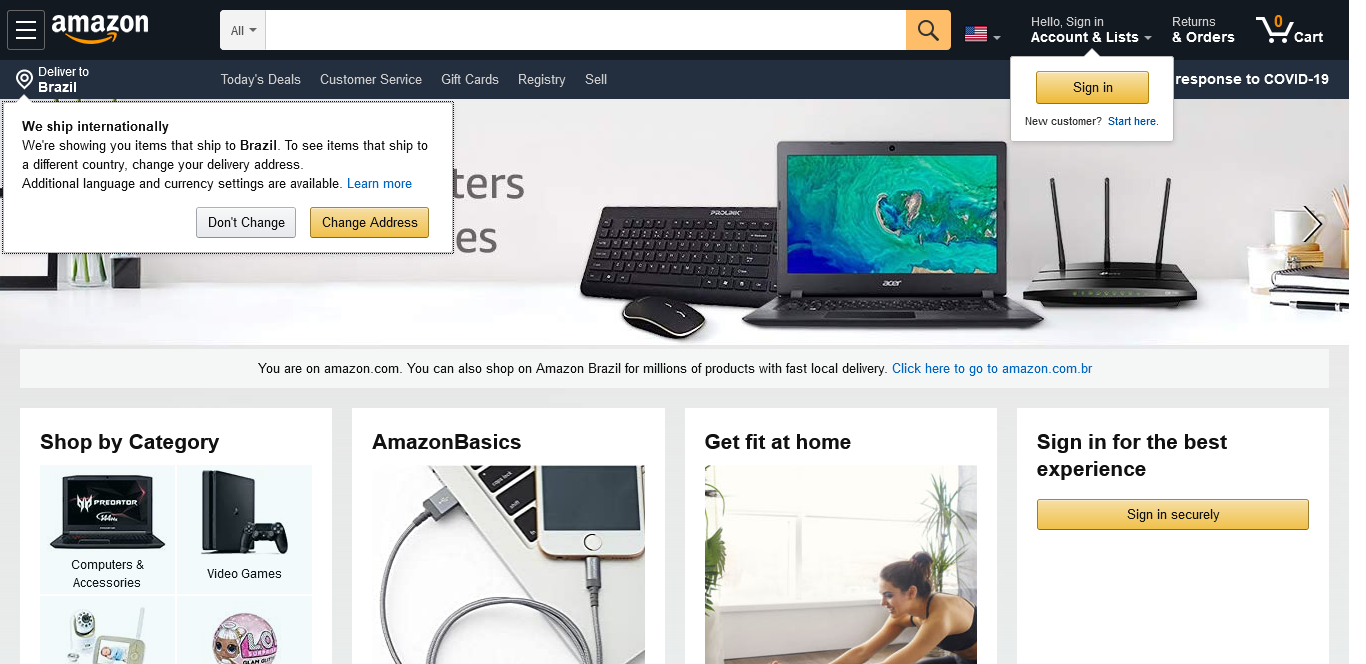 amazon
All
Hello, Sign in
Account & Lists
Returns
& Orders
0
Cart
Deliver to
Brazil
Today's Deals
Customer Service
Gift Cards
Registry
Sell
response to COVID-19
Sign in
New customer? Start here.
We ship internationally
We're showing you items that ship to Brazil. To see items that ship to
a different country, change your delivery address.
Additional language and currency settings are available. Learn more
Don't Change
Change Address
ters
es
PROLINK
acer
You are on amazon.com. You can also shop on Amazon Brazil for millions of products with fast local delivery. Click here to go to amazon.com.br
Shop by Category
PREDATOR
144Hz
Computers &
Accessories
Video Games
AmazonBasics
Get fit at home
Sign in for the best
experience
Sign in securely